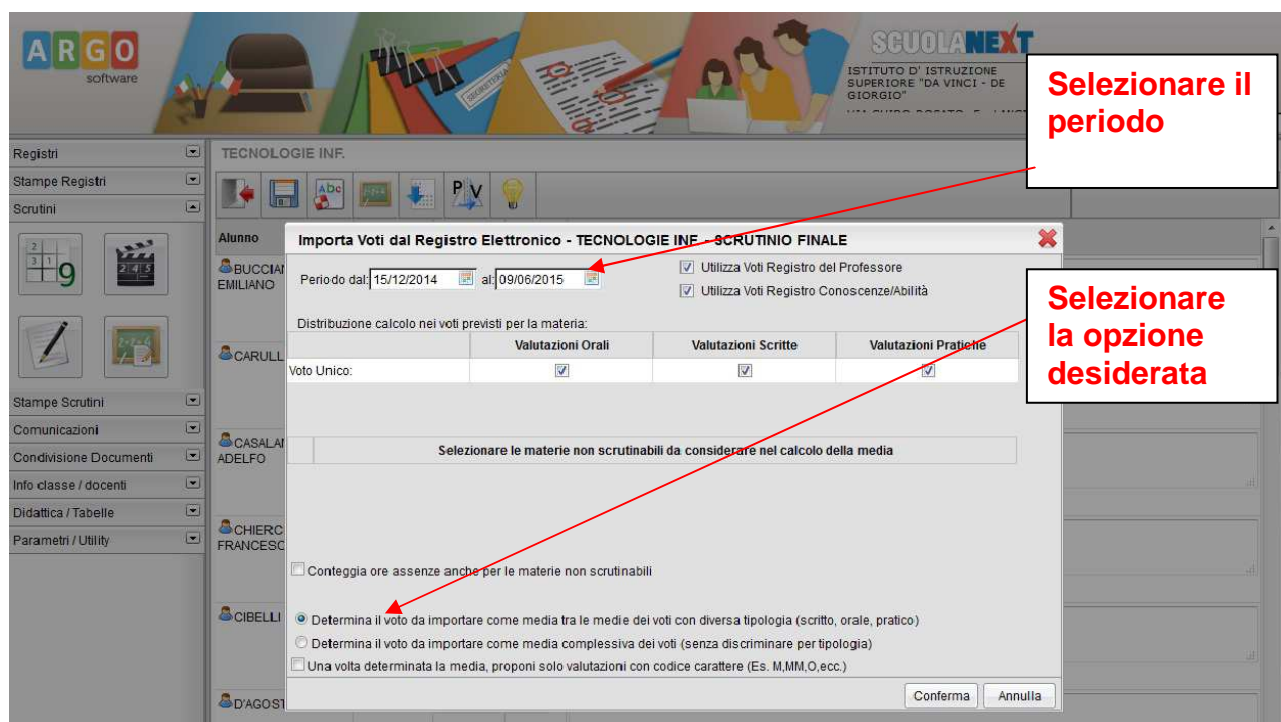 ARGO
software
SEGRETERIA
SCUOLANEXT
ISTITUTO D' ISTRUZIONE
SUPERIORE "DA VINCI - DE
GIORGIO"
Selezionare il
periodo
Registri
Stampe Registri
Scrutini
Stampe Scrutini
Comunicazioni
Condivisione Documenti
Info classe / docenti
Didattica / Tabelle
Parametri / Utility
TECNOLOGIE INF.
Abc
P V
Alunno
BUCCIAN
EMILIANO
CARULL
CASALAN
ADELFO
CHIERC
FRANCESC
CIBELLI
D'AGOST
Importa Voti dal Registro Elettronico - TECNOLOGIE INF. - SCRUTINIO FINALE
Periodo dal: 15/12/2014 al: 09/06/2015
Utilizza Voti Registro del Professore
Utilizza Voti Registro Conoscenze/Abilità
Distribuzione calcolo nei voti previsti per la materia:
Valutazioni Orali Valutazioni Scritte Valutazioni Pratiche
Voto Unico:
Selezionare le materie non scrutinabili da considerare nel calcolo della media
Conteggia ore assenze anche per le materie non scrutinabili
Determina il voto da importare come media tra le medie dei voti con diversa tipologia (scritto, orale, pratico)
Determina il voto da importare come media complessiva dei voti (senza discriminare per tipologia)
Una volta determinata la media, proponi solo valutazioni con codice carattere (Es. M,MM,O,ecc.)
Conferma Annulla
Selezionare
la opzione
desiderata